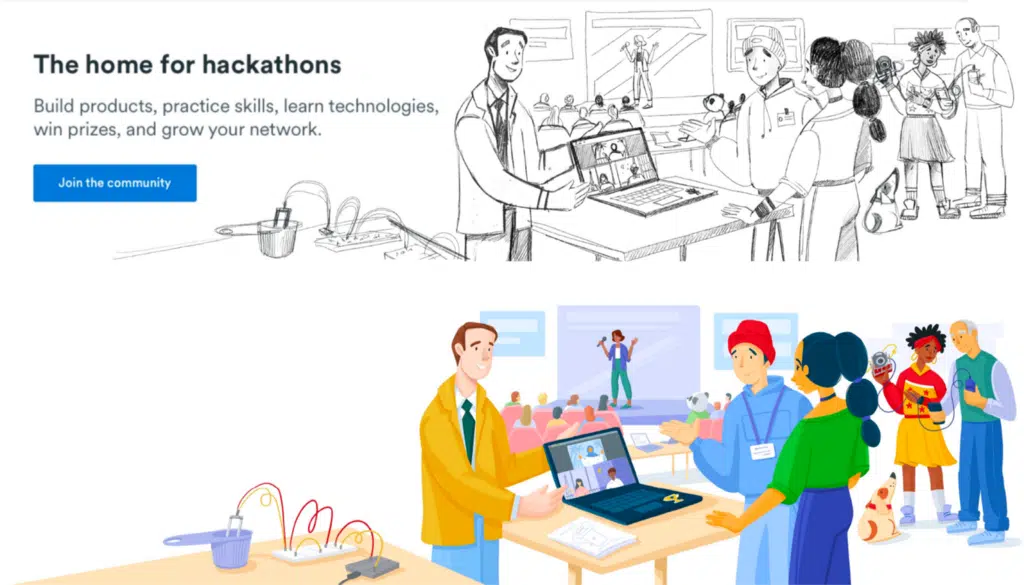 The home for hackathons
Build products, practice skills, learn technologies,
win prizes, and grow your network.
Join the community